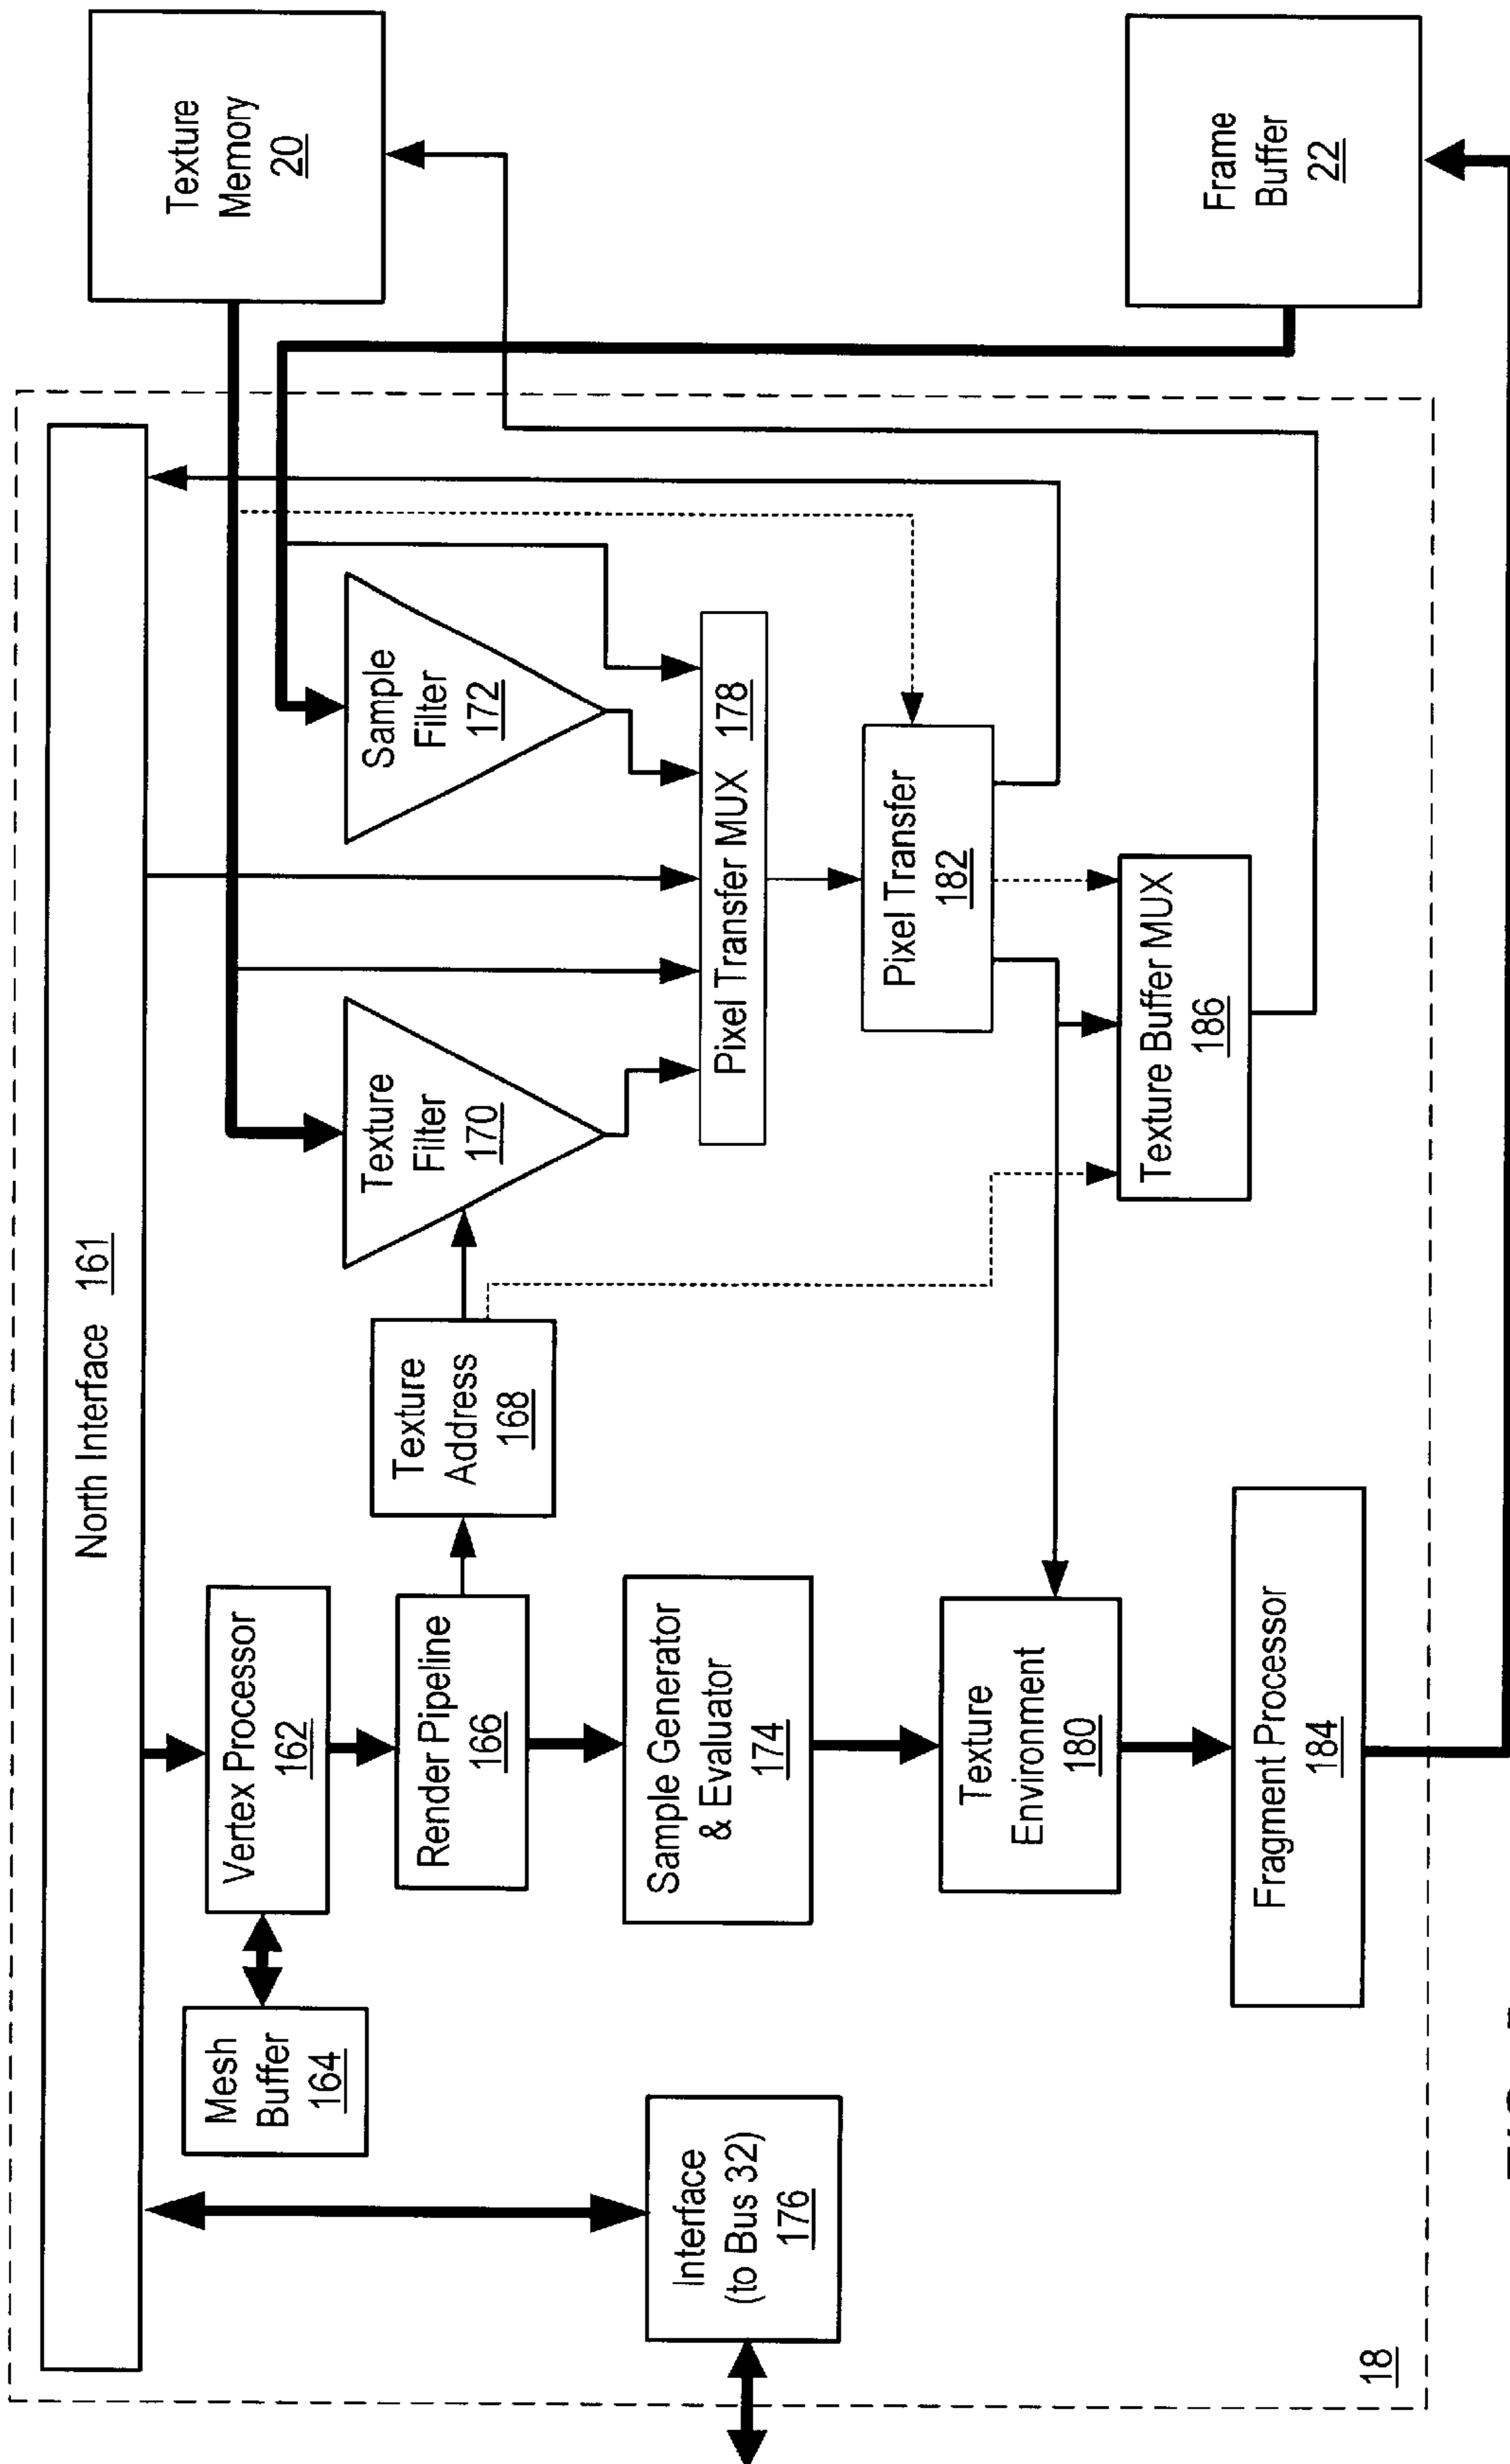 North Interface 161
Texture
Memory
20
Vertex Processor
162
Mesh
Buffer
164
Render Pipeline
166
Texture
Address
168
Texture
Filter
170
Sample
Filter
172
Sample Generator
& Evaluator
174
Interface
(to Bus 32)
176
Pixel Transfer MUX 178
Pixel Transfer
182
Texture
Environment
180
Texture Buffer MUX
186
Fragment Processor
184
Frame
Buffer
22
18